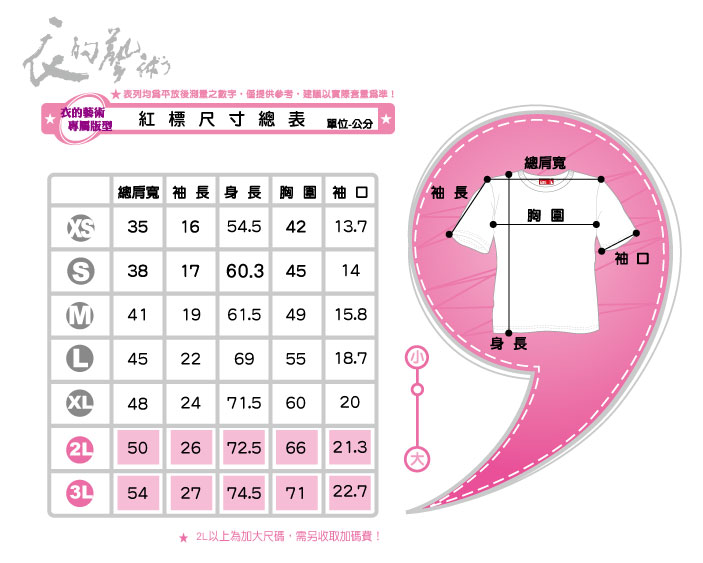 衣的藝術
★ 表列均為平放後測量之數字，僅提供參考，建議以實際賣量為準！
衣的藝術
專屬版型
★ 紅標尺寸總表 單位-公分 ★
總肩寬 袖長 身長 胸圍 袖口
XS 35 16 54.5 42 13.7
S 38 17 60.3 45 14
M 41 19 61.5 49 15.8
L 45 22 69 55 18.7
XL 48 24 71.5 60 20
2L 50 26 72.5 66 21.3
3L 54 27 74.5 71 22.7
★ 2L以上為加大尺碼，需另收取加碼費！
總肩寬
袖長
胸圍
袖口
身長
小
大